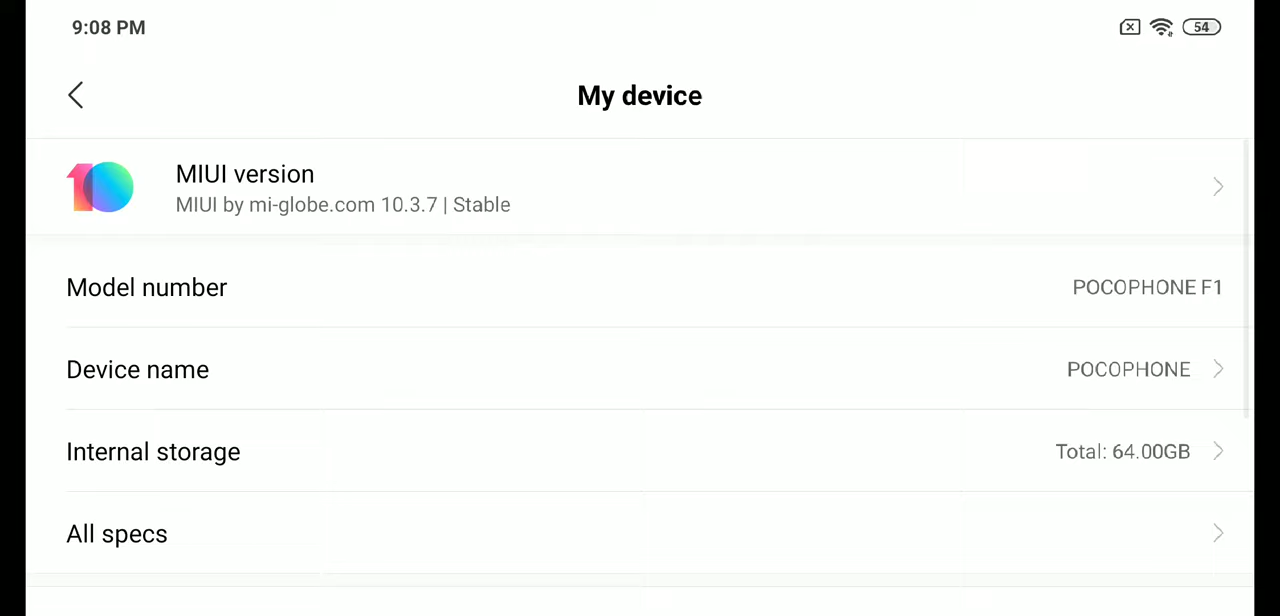 9:08 PM
54
My device
10
MIUI version
MIUI by mi-globe.com 10.3.7 | Stable
Model number
POCOPHONE F1
Device name
POCOPHONE
Internal storage
Total: 64.00GB
All specs